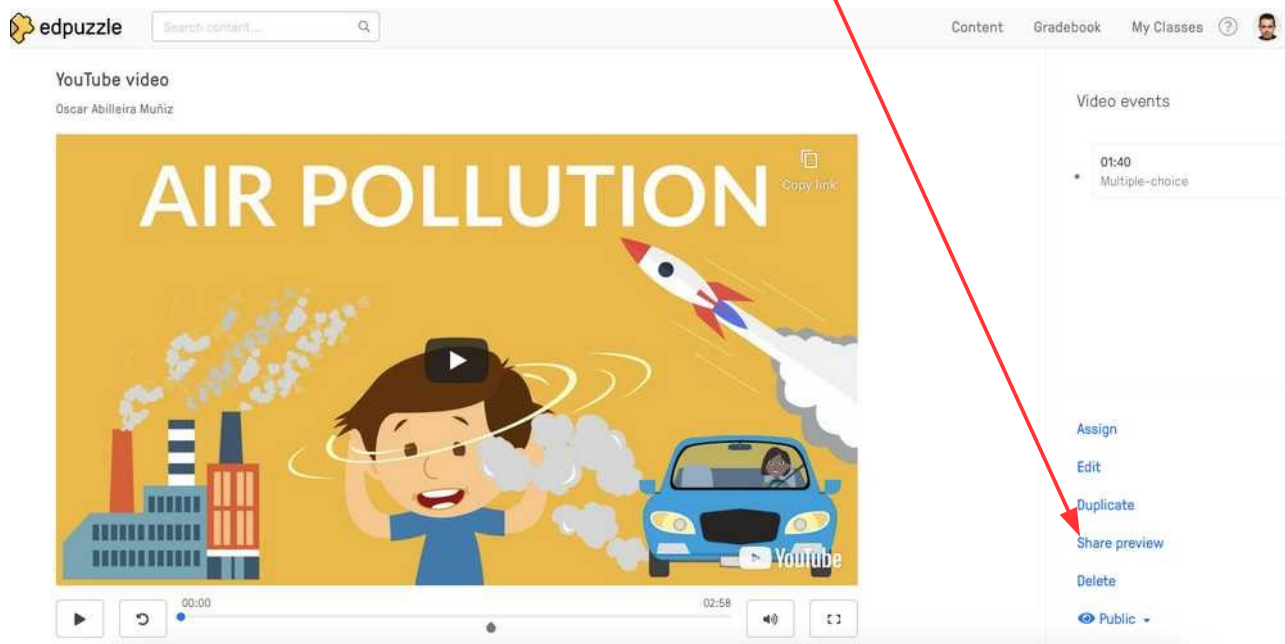 edpuzzle
Search content...
Content
Gradebook
My Classes
?
YouTube video
Oscar Abilleira Muñiz
AIR POLLUTION
Copy link
YouTube
00:00
02:58
Video events
01:40
Multiple-choice
Assign
Edit
Duplicate
Share preview
Delete
Public